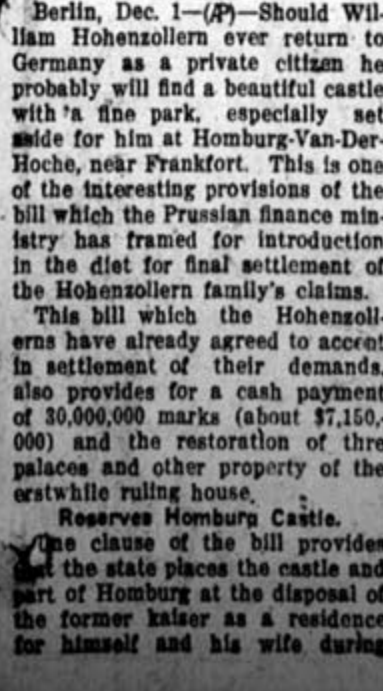 Berlin, Dec. 1—(AP)—Should Wil-
liam Hohenzollern ever return to
Germany as a private citizen he
probably will find a beautiful castle
with 'a fine park, especially set
aside for him at Homburg-Van-Der-
Hoche, near Frankfort. This is one
of the interesting provisions of the
bill which the Prussian finance min-
istry has framed for introduction
in the diet for final settlement of
the Hohenzollern family's claims.
This bill which the Hohenzoll-
erns have already agreed to accent
in settlement of their demands,
also provides for a cash payment
of 30,000,000 marks (about $7,150,-
000) and the restoration of thre
palaces and other property of the
erstwhile ruling house.
Reserves Homburg Castle.
One clause of the bill provides
the state places the castle and
part of Homburg at the disposal of
the former kaiser as a residence
for himself and his wife during